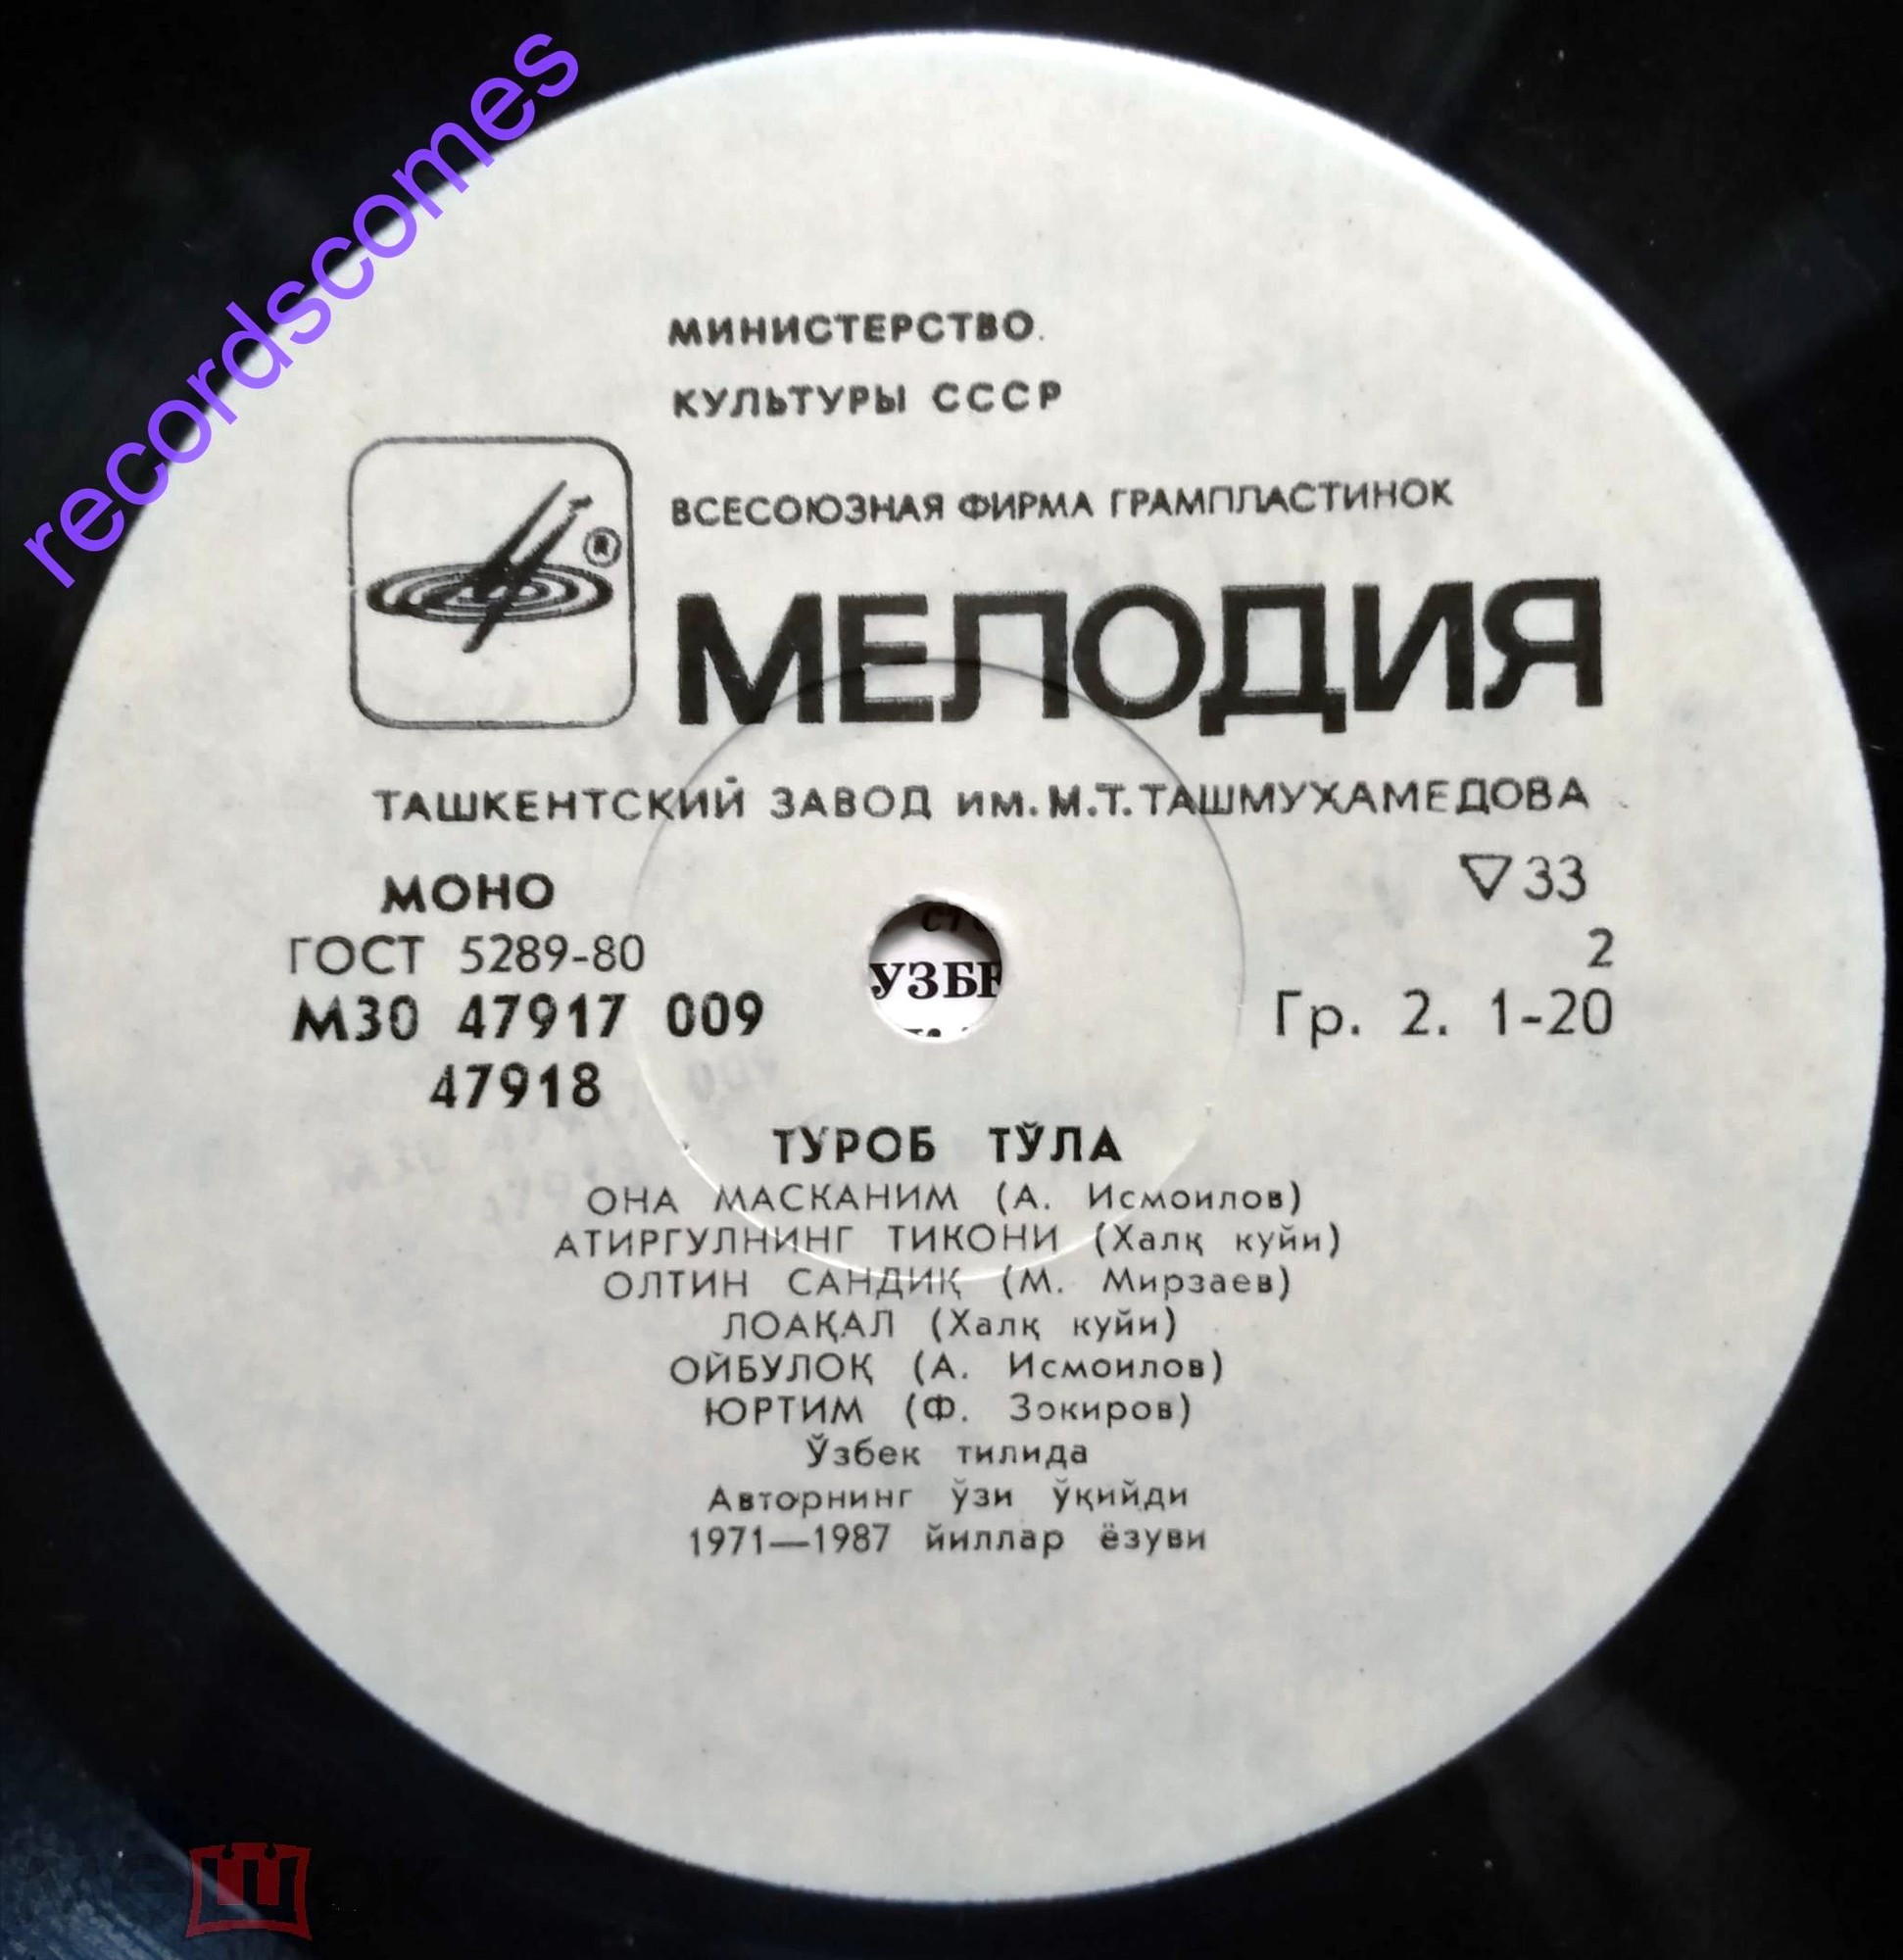 recordscomes
МИНИСТЕРСТВО
КУЛЬТУРЫ СССР
ВСЕСОЮЗНАЯ ФИРМА ГРАМПЛАСТИНОК
®
МЕЛОДИЯ
ТАШКЕНТСКИЙ ЗАВОД им. М.Т. ТАШМУХАМЕДОВА
МОНО
▽33
ГОСТ 5289-80
2
М30 47917 009
Гр. 2. 1-20
47918
ТУРОБ ТЎЛА
ОНА МАСКАНИМ (А. Исмоилов)
АТИРГУЛНИНГ ТИКОНИ (Халқ куйи)
ОЛТИН САНДИҚ (М. Мирзаев)
ЛОАҚАЛ (Халқ куйи)
ОЙБУЛОҚ (А. Исмоилов)
ЮРТИМ (Ф. Зокиров)
Ўзбек тилида
Авторнинг ўзи ўқийди
1971—1987 йиллар ёзуви